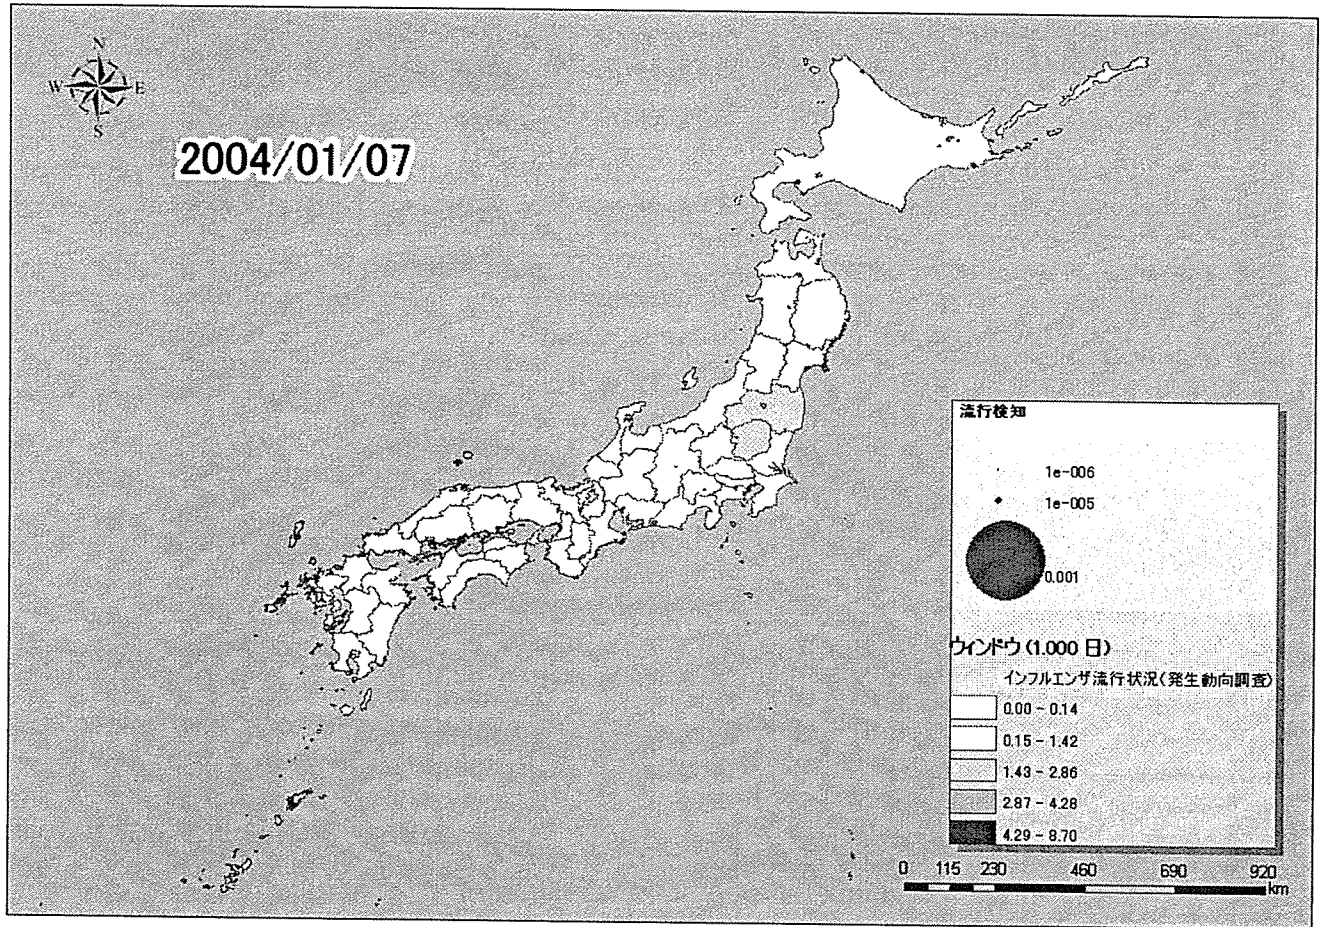 N
W E
S
2004/01/07
流行検知
1e-006
1e-005
0.001
ウィンドウ (1.000 日)
インフルエンザ流行状況(発生動向調査)
0.00 - 0.14
0.15 - 1.42
1.43 - 2.86
2.87 - 4.28
4.29 - 8.70
0 115 230 460 690 920
km